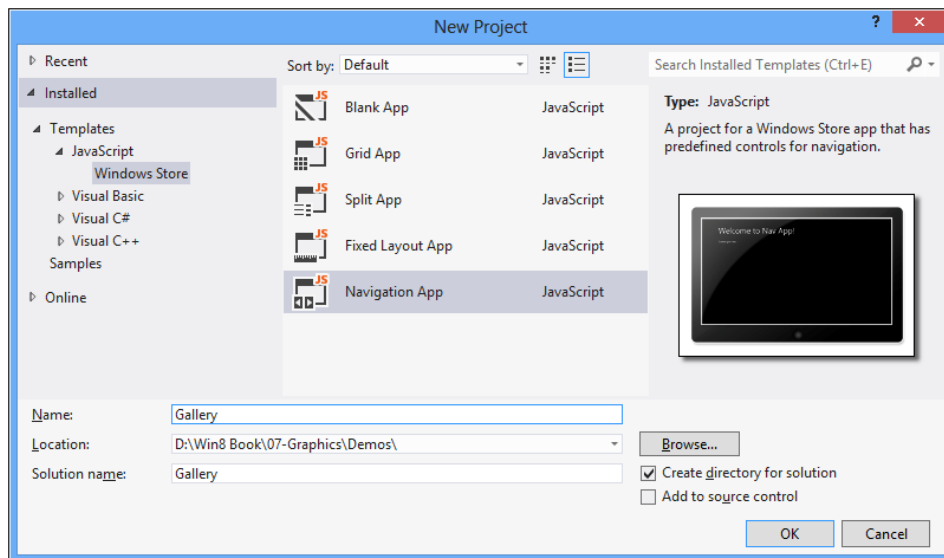 New Project
? ×
Recent
Installed
Templates
JavaScript
Windows Store
Visual Basic
Visual C#
Visual C++
Samples
Online
Sort by: Default
JS
Blank App JavaScript
JS
Grid App JavaScript
JS
Split App JavaScript
JS
Fixed Layout App JavaScript
JS
Navigation App JavaScript
Search Installed Templates (Ctrl+E)
Type: JavaScript
A project for a Windows Store app that has
predefined controls for navigation.
Welcome to Nav App!
Name: Gallery
Location: D:\Win8 Book\07-Graphics\Demos\
Browse...
Solution name: Gallery
Create directory for solution
Add to source control
OK Cancel